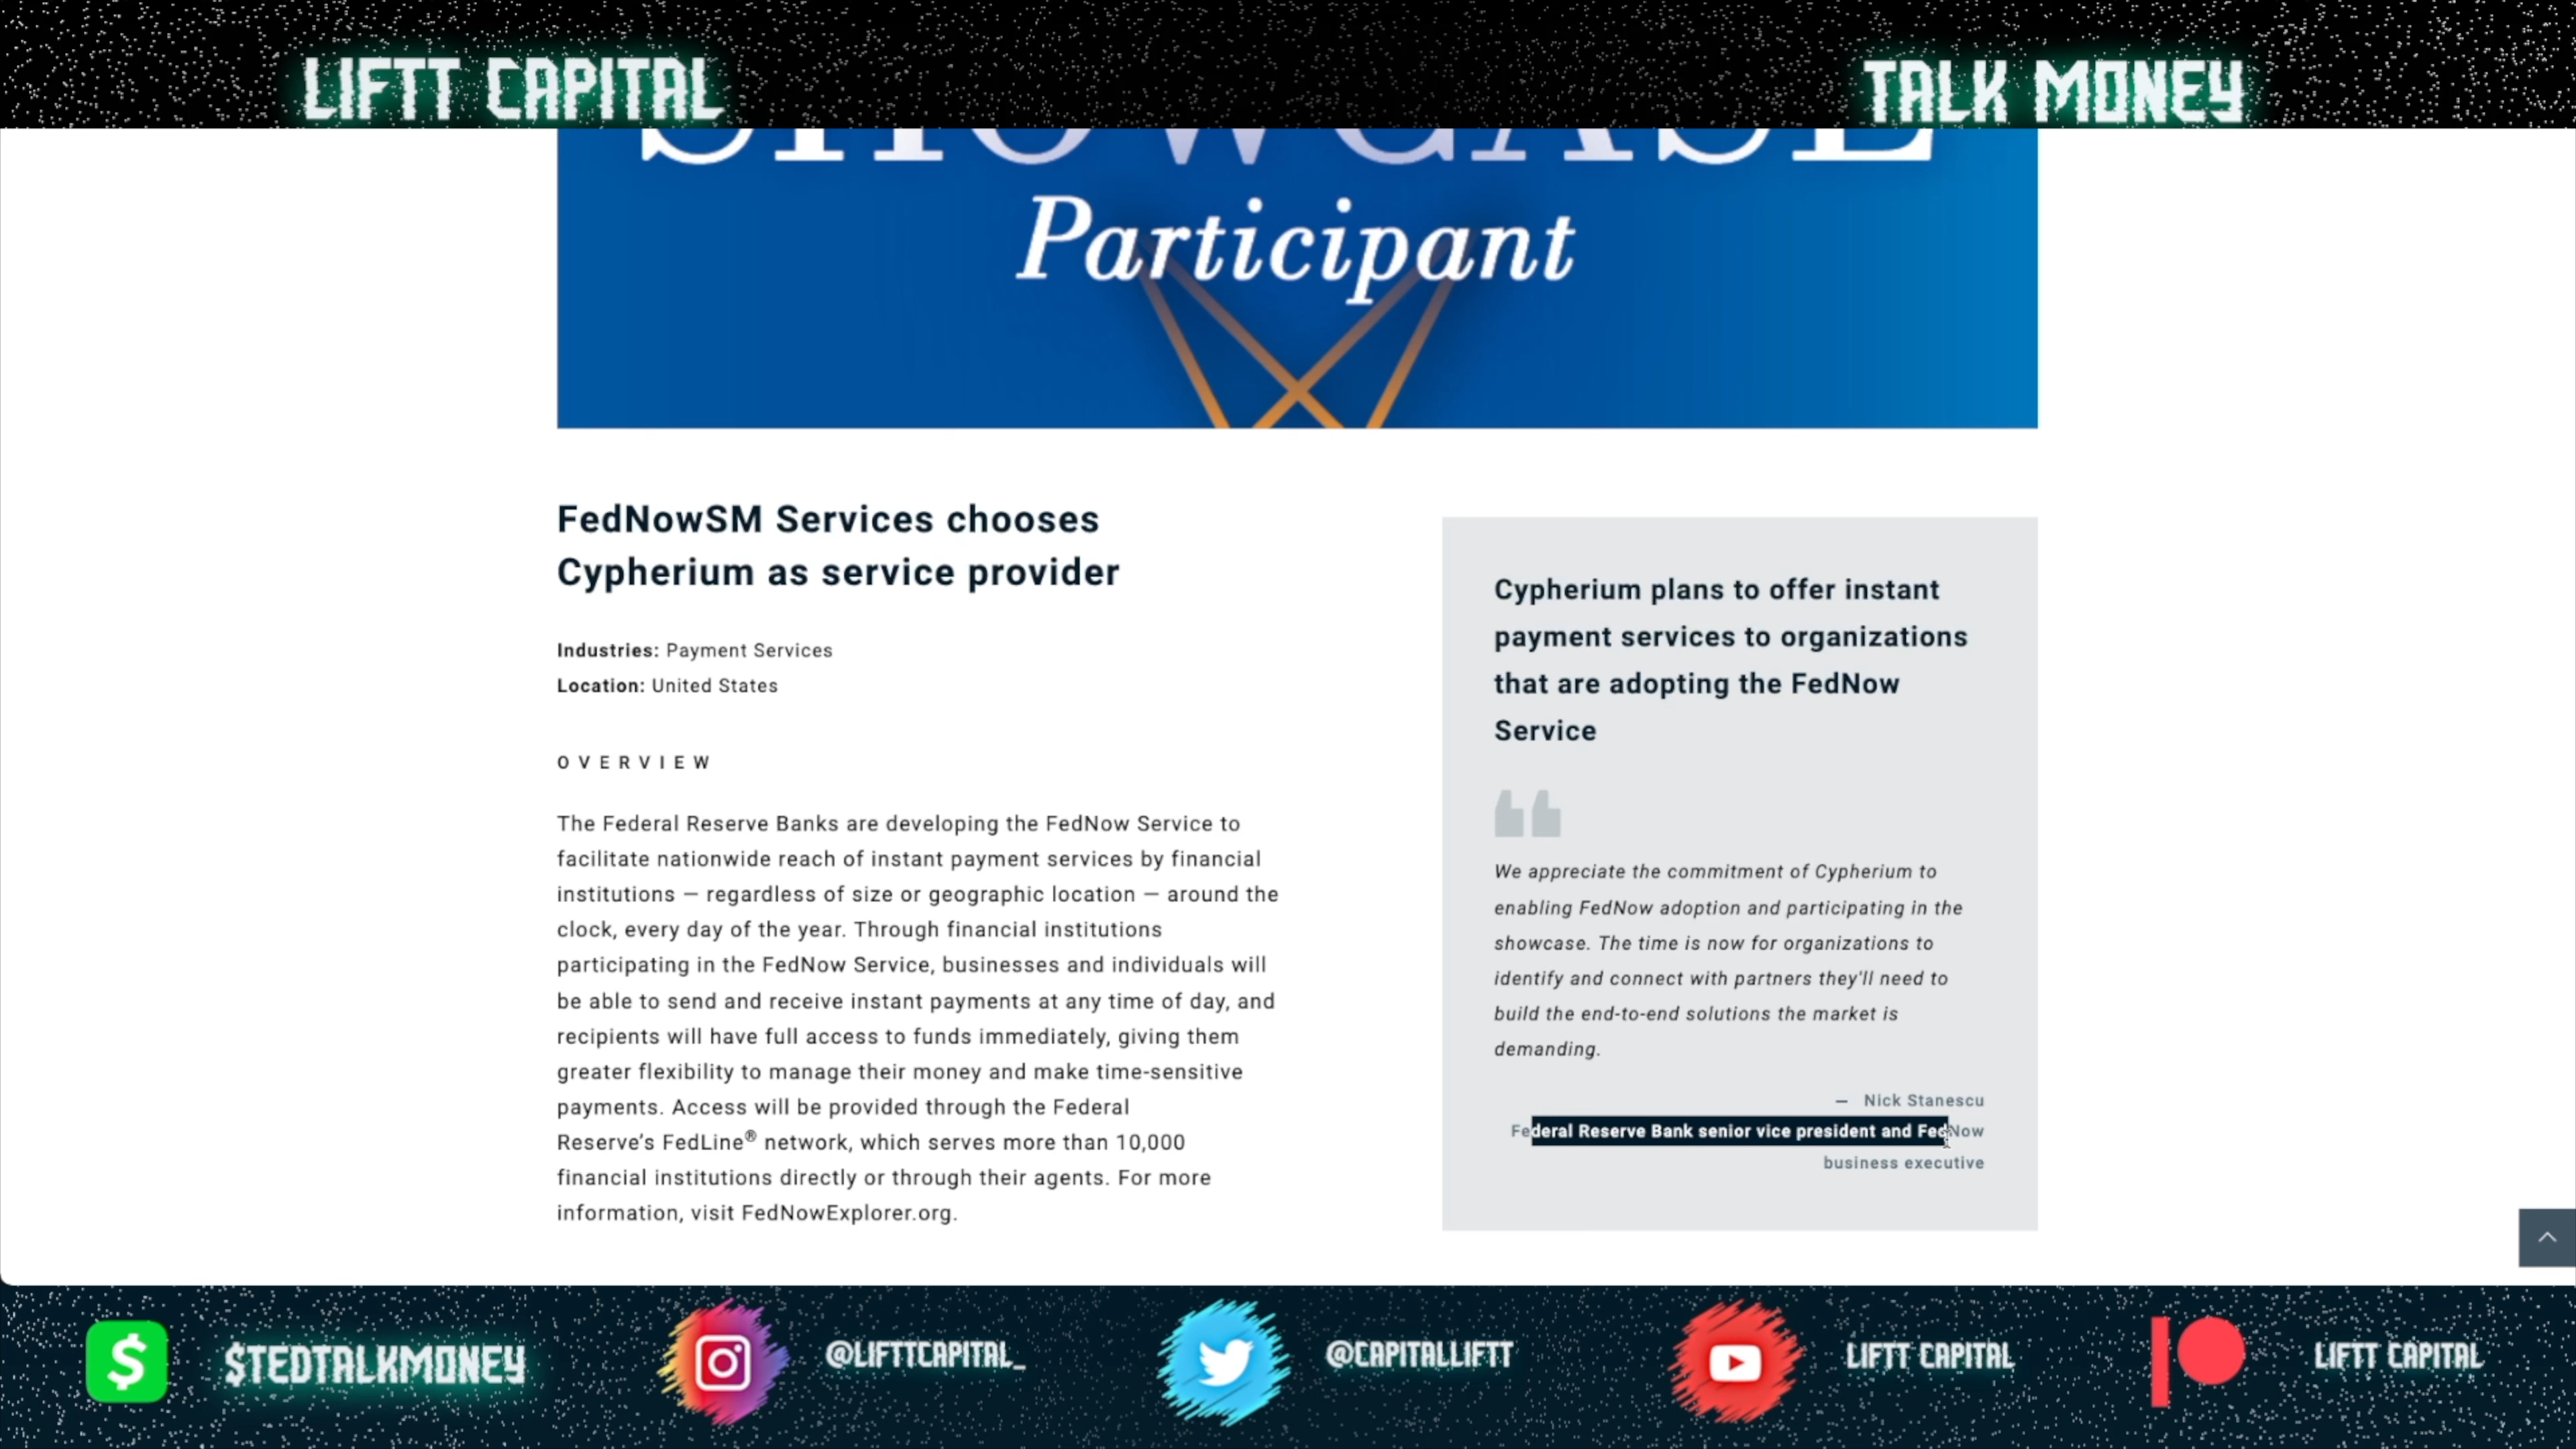 LIFTT CAPITAL
TALK MONEY
SHOWCASE
Participant
FedNowSM Services chooses
Cypherium as service provider
Industries: Payment Services
Location: United States
OVERVIEW
The Federal Reserve Banks are developing the FedNow Service to
facilitate nationwide reach of instant payment services by financial
institutions — regardless of size or geographic location — around the
clock, every day of the year. Through financial institutions
participating in the FedNow Service, businesses and individuals will
be able to send and receive instant payments at any time of day, and
recipients will have full access to funds immediately, giving them
greater flexibility to manage their money and make time-sensitive
payments. Access will be provided through the Federal
Reserve’s FedLine® network, which serves more than 10,000
financial institutions directly or through their agents. For more
information, visit FedNowExplorer.org.
Cypherium plans to offer instant
payment services to organizations
that are adopting the FedNow
Service
We appreciate the commitment of Cypherium to
enabling FedNow adoption and participating in the
showcase. The time is now for organizations to
identify and connect with partners they'll need to
build the end-to-end solutions the market is
demanding.
— Nick Stanescu
Federal Reserve Bank senior vice president and FedNow
business executive
$TEDTALKMONEY
@LIFTTCAPITAL_
@CAPITALLIFTT
LIFTT CAPITAL
LIFTT CAPITAL